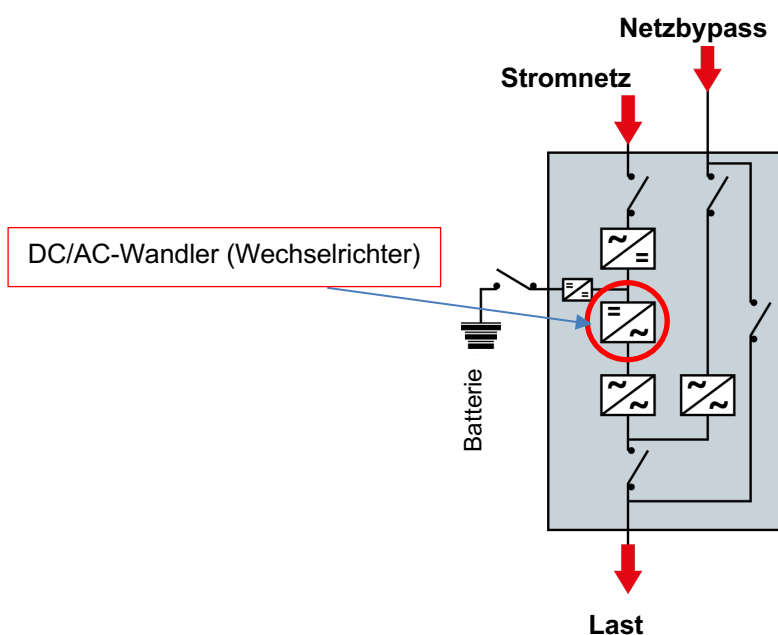 Netzbypass
Stromnetz
DC/AC-Wandler (Wechselrichter)
Batterie
Last